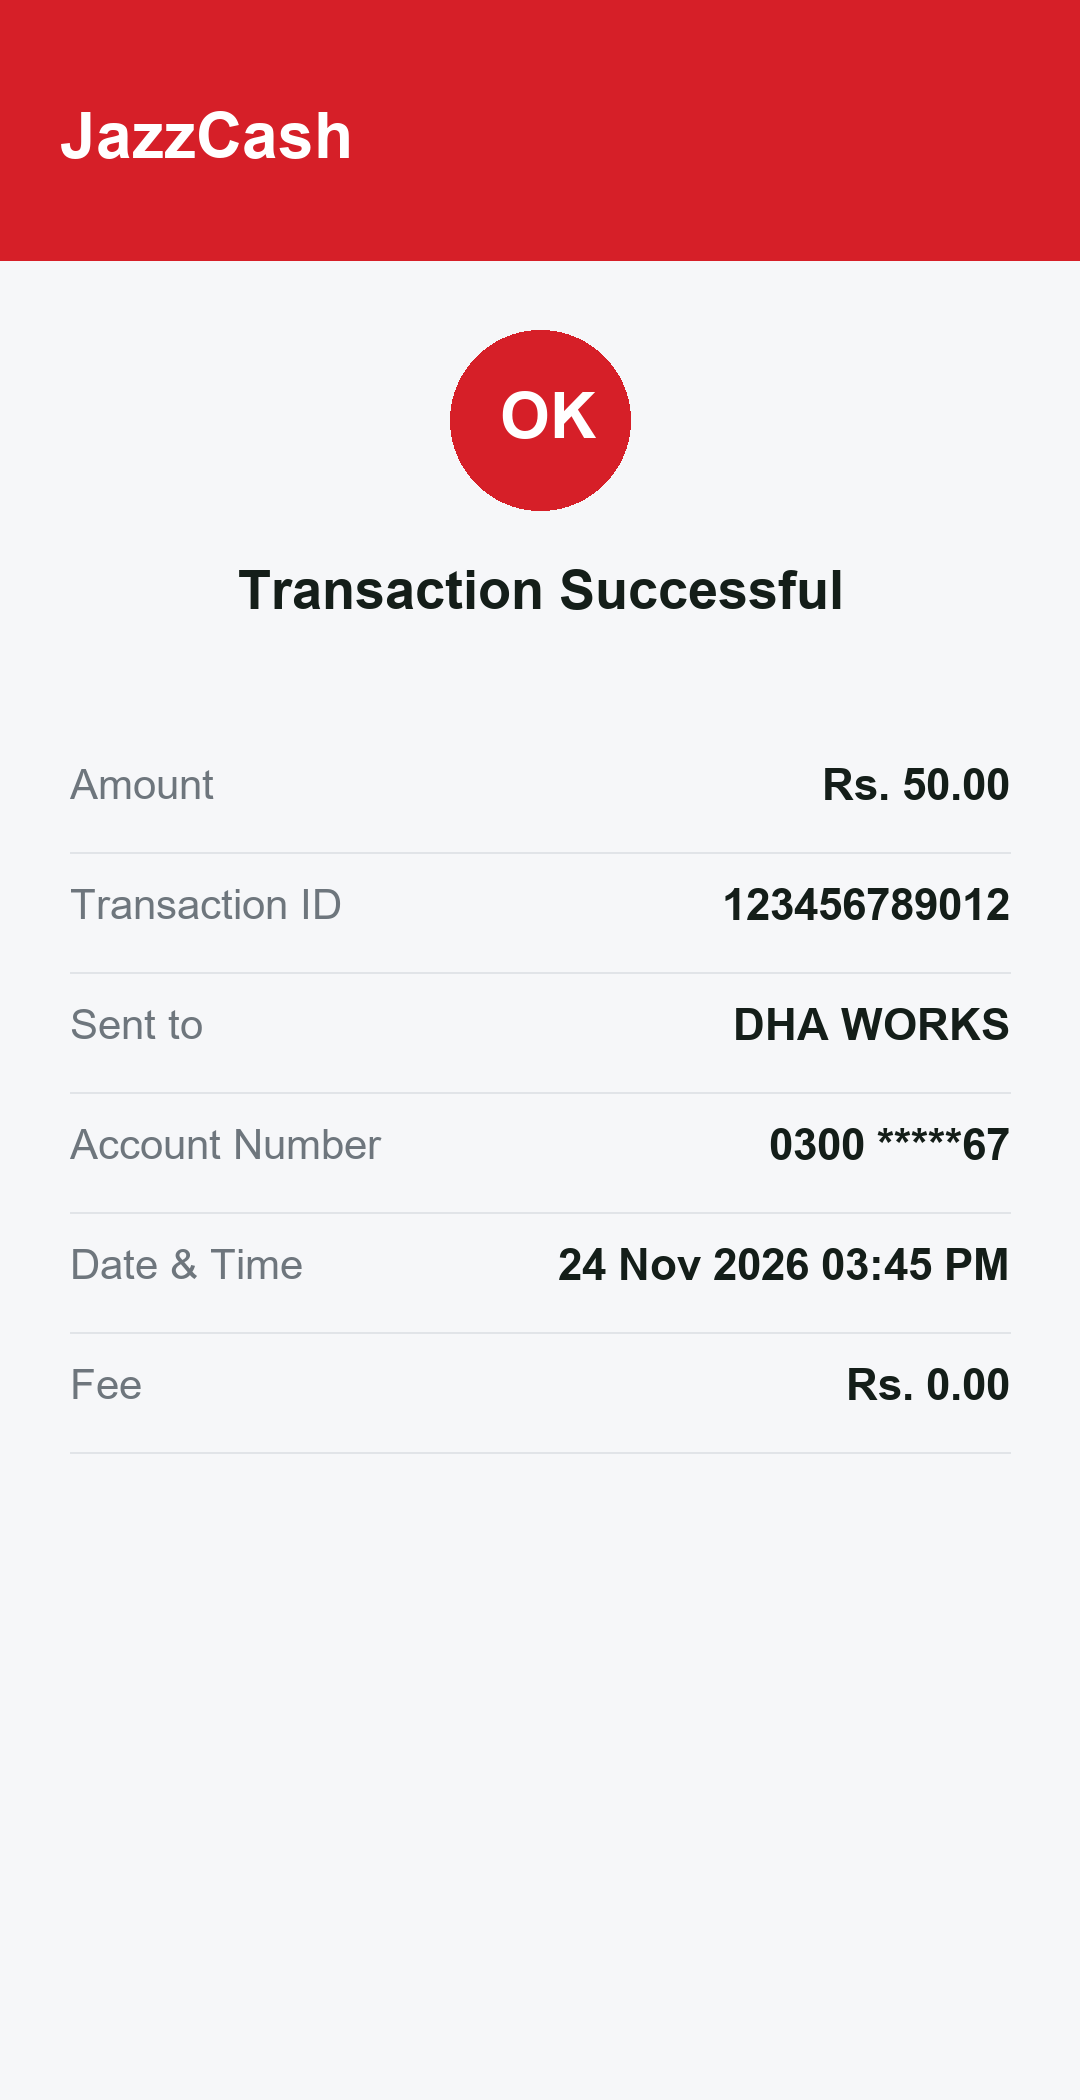 JazzCash
OK
Transaction Successful
Amount Rs. 50.00
Transaction ID 123456789012
Sent to DHA WORKS
Account Number 0300 *****67
Date & Time 24 Nov 2026 03:45 PM
Fee Rs. 0.00